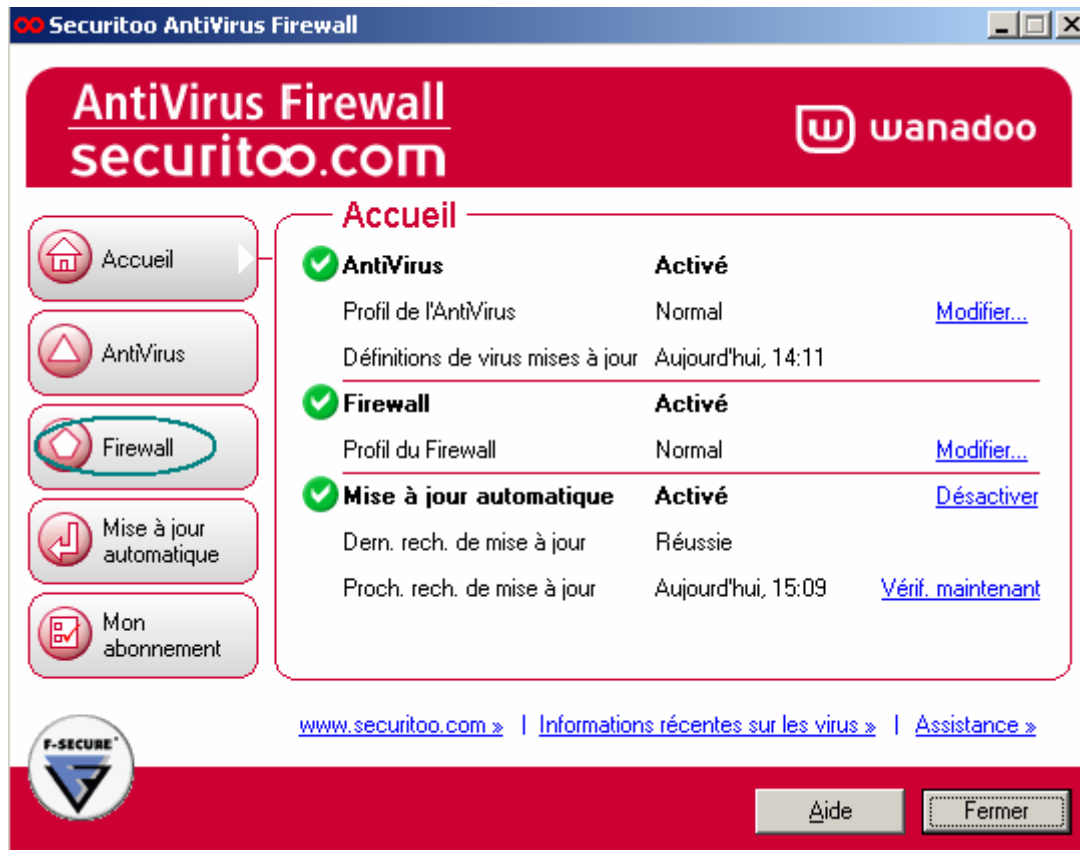 Securitoo AntiVirus Firewall
AntiVirus Firewall
securitoo.com
wanadoo
Accueil
AntiVirus
Firewall
Mise à jour
automatique
Mon
abonnement
Accueil
AntiVirus Activé
Profil de l'AntiVirus Normal Modifier...
Définitions de virus mises à jour Aujourd'hui, 14:11
Firewall Activé
Profil du Firewall Normal Modifier...
Mise à jour automatique Activé Désactiver
Dern. rech. de mise à jour Réussie
Proch. rech. de mise à jour Aujourd'hui, 15:09 Vérif. maintenant
www.securitoo.com » | Informations récentes sur les virus » | Assistance »
F-SECURE
Aide Fermer